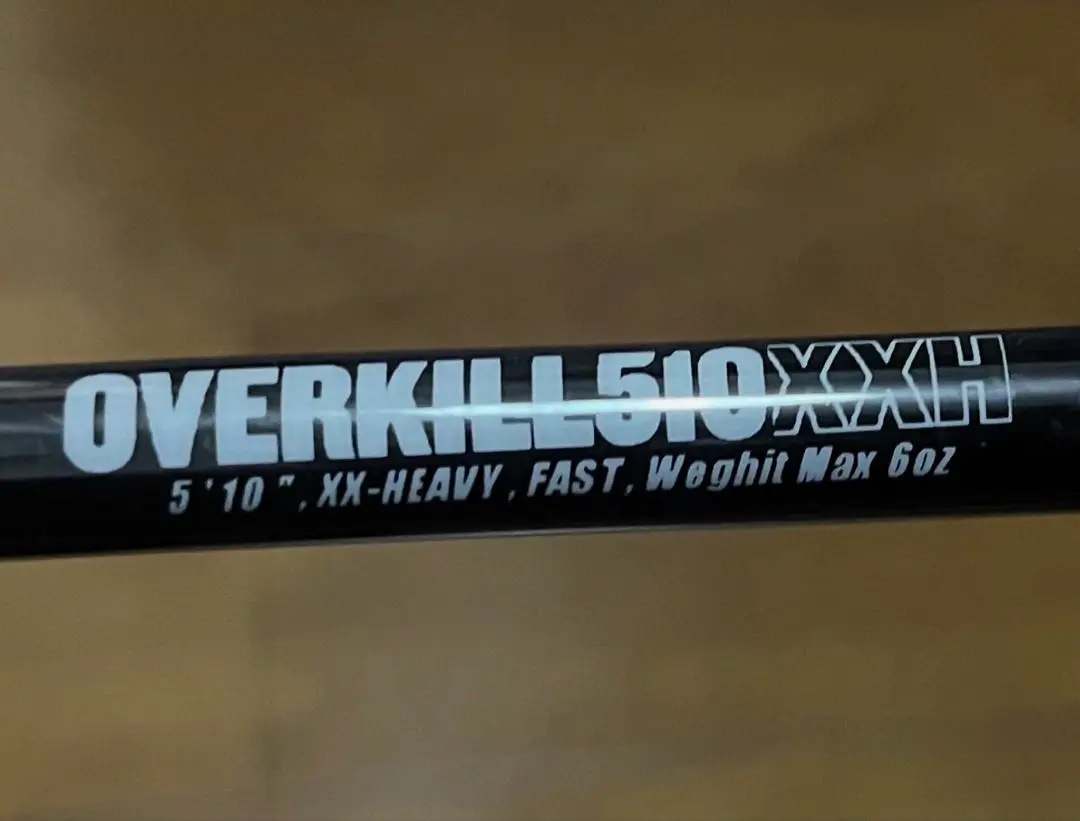 OVERKILL510XXH
5'10", XX-HEAVY, FAST, Weghit Max 6oz